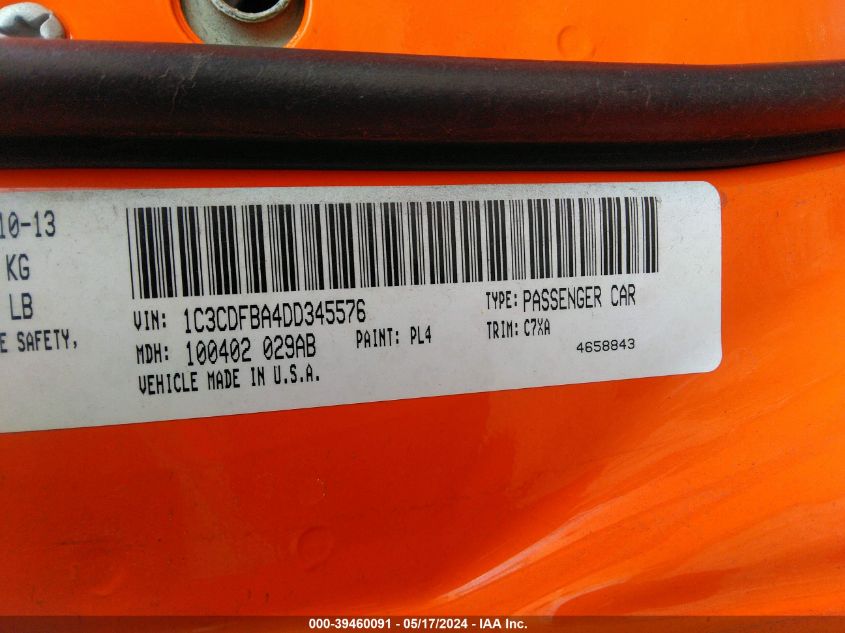 10-13
KG
LB
E SAFETY,
VIN: 1C3CDFBA4DD345576 TYPE: PASSENGER CAR
MDH: 100402 029AB PAINT: PL4 TRIM: C7XA
VEHICLE MADE IN U.S.A. 4658843
000-39460091 - 05/17/2024 - IAA Inc.